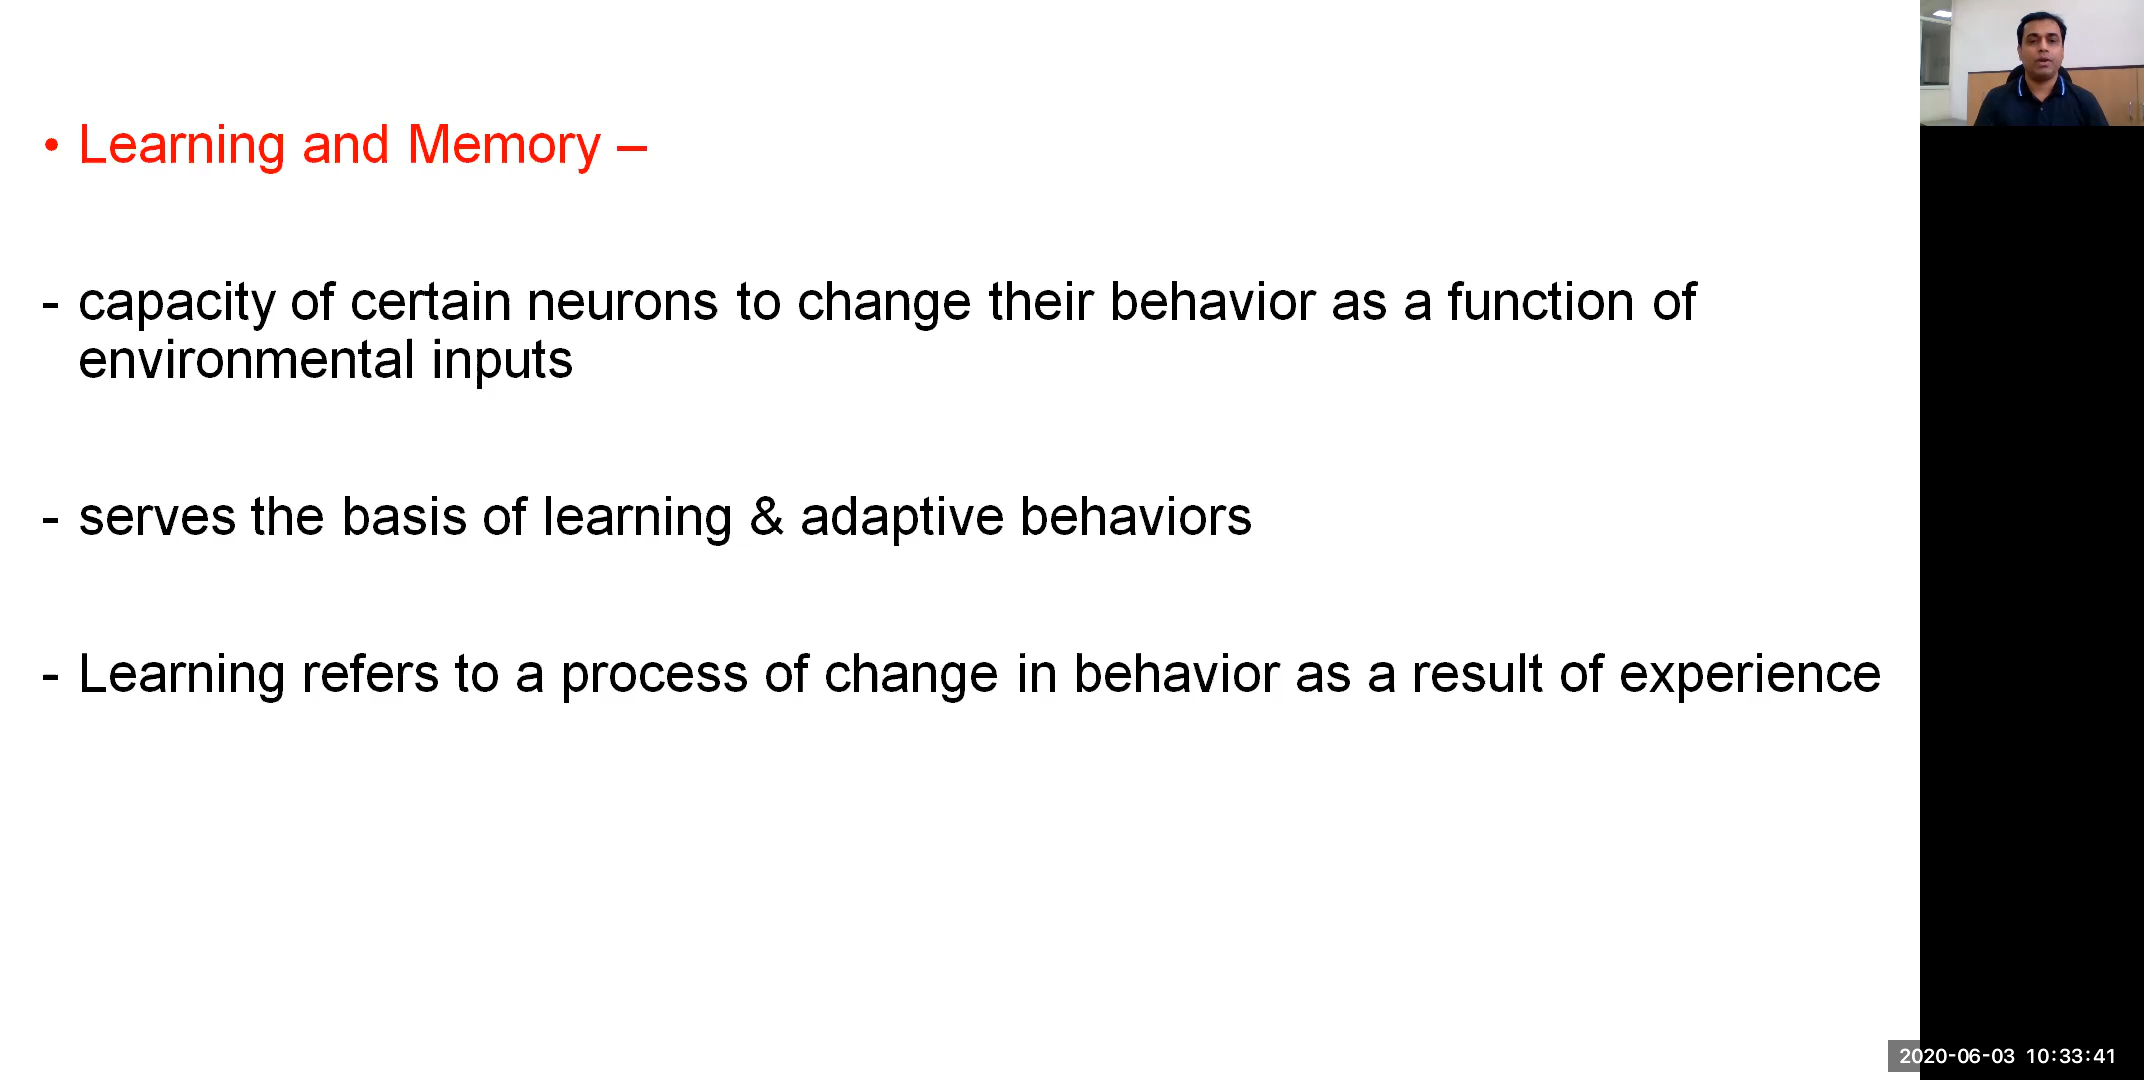 • Learning and Memory –
- capacity of certain neurons to change their behavior as a function of
environmental inputs
- serves the basis of learning & adaptive behaviors
- Learning refers to a process of change in behavior as a result of experience
2020-06-03 10:33:41